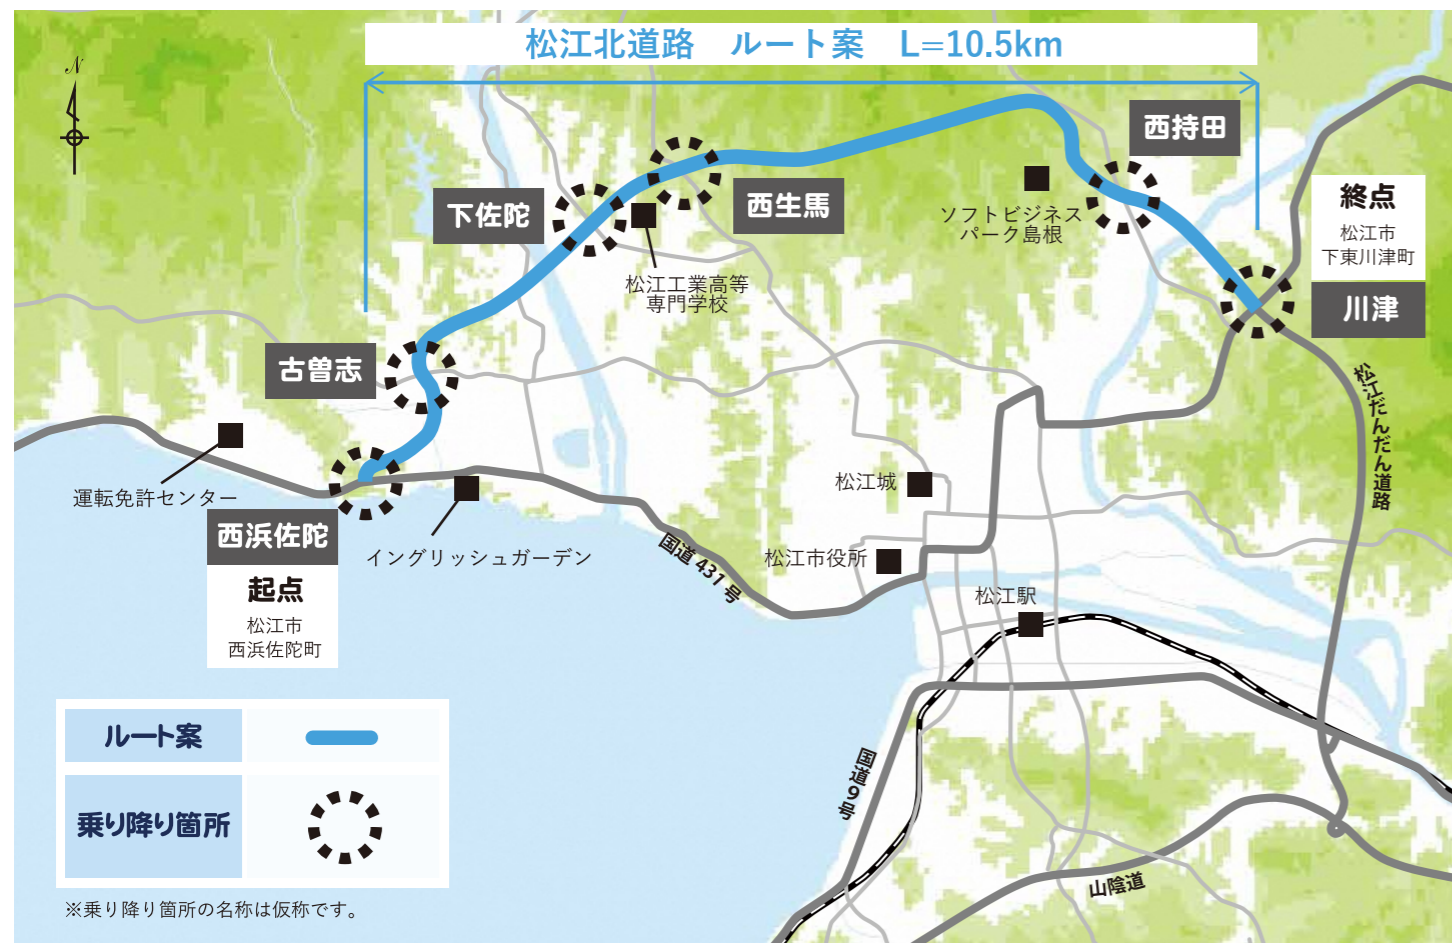 松江北道路　ルート案　L=10.5km
N
西持田
下佐陀
西生馬
ソフトビジネス
パーク島根
終点
松江市
下東川津町
川津
松江工業高等
専門学校
古曽志
松江だんだん道路
運転免許センター
松江城
西浜佐陀
起点
松江市
西浜佐陀町
イングリッシュガーデン
国道431号
松江市役所
松江駅
国道9号
山陰道
ルート案
乗り降り箇所
※乗り降り箇所の名称は仮称です。